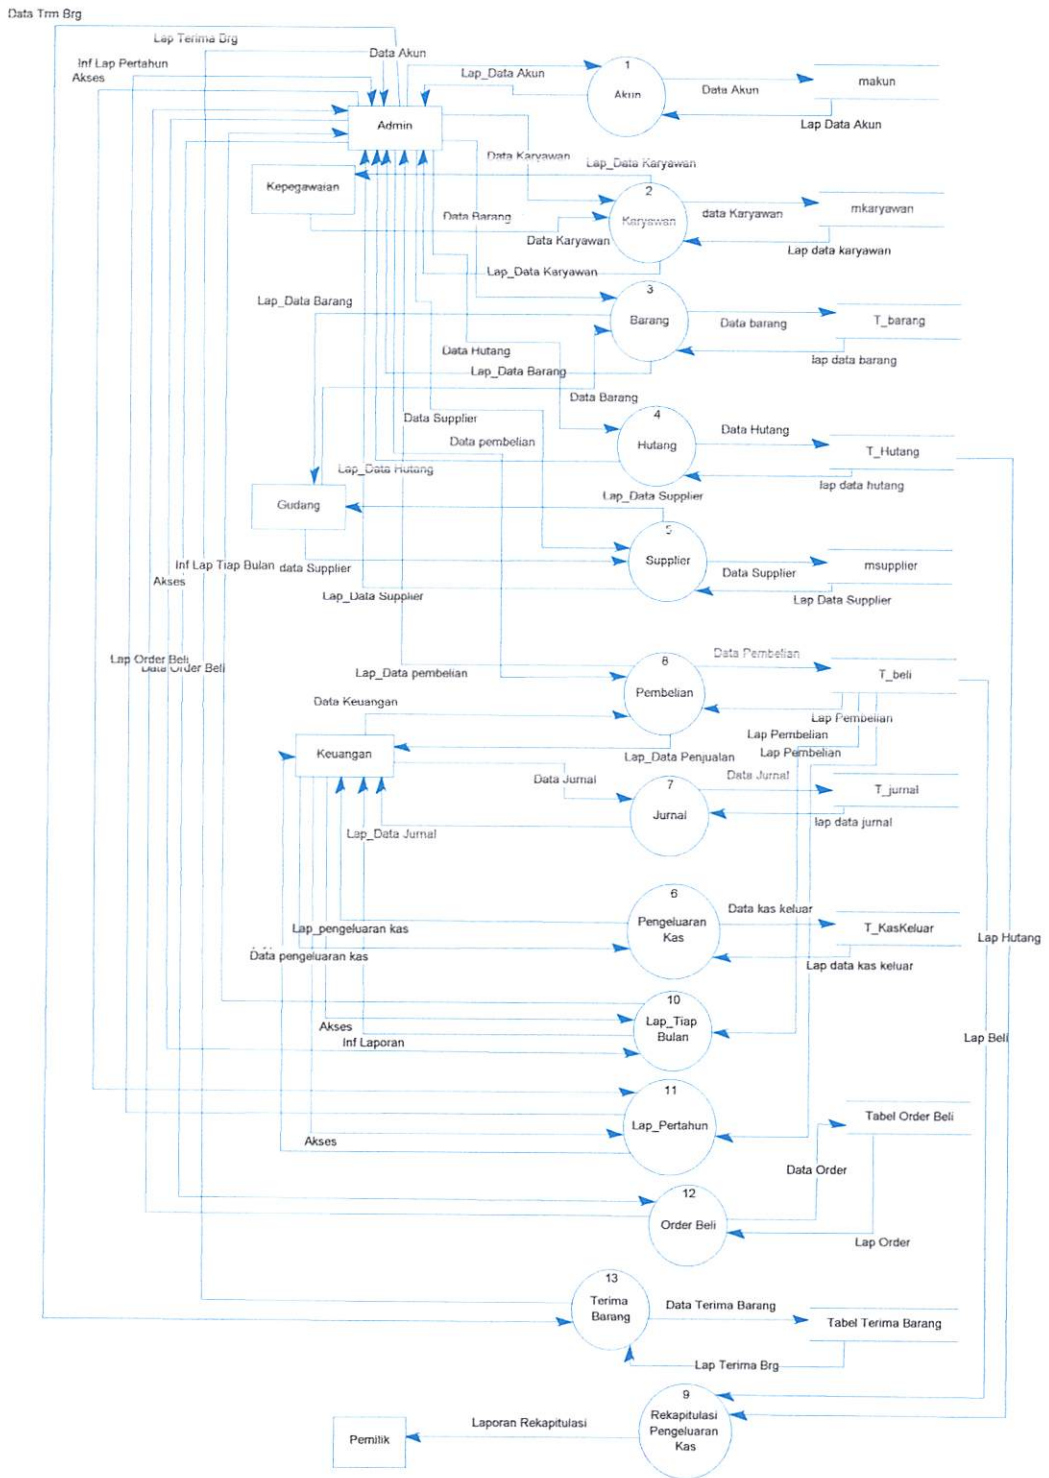 Data Trm Brg
Lap Terima Brg
Data Akun
Inf Lap Pertahun
Akses
Lap_Data Akun
1
Akun
Data Akun
makun
Lap Data Akun
Admin
Data Karyawan
Lap_Data Karyawan
Kepegawaian
2
Karyawan
data Karyawan
mkaryawan
Data Barang
Data Karyawan
Lap data karyawan
Lap_Data Karyawan
3
Barang
Lap_Data Barang
Data barang
T_barang
Data Hutang
lap data barang
Lap_Data Barang
Data Barang
4
Hutang
Data Supplier
Data Hutang
Data pembelian
T_Hutang
Lap_Data Hutang
lap data hutang
Lap_Data Supplier
Gudang
5
Supplier
Inf Lap Tiap Bulan
data Supplier
Data Supplier
msupplier
Akses
Lap_Data Supplier
Lap Data Supplier
Lap Order Beli
Data Order Beli
Data Pembelian
8
Pembelian
Lap_Data pembelian
T_beli
Data Keuangan
Lap Pembelian
Lap Pembelian
Lap Pembelian
Keuangan
Lap_Data Penjualan
Data Jurnal
Data Jurnal
7
Jurnal
T_jurnal
Lap_Data Jurnal
lap data jurnal
6
Pengeluaran
Kas
Data kas keluar
T_KasKeluar
Lap_pengeluaran kas
Lap Hutang
Data pengeluaran kas
Lap data kas keluar
10
Lap_Tiap
Bulan
Akses
Inf Laporan
Lap Beli
11
Lap_Pertahun
Akses
Tabel Order Beli
Data Order
12
Order Beli
Lap Order
13
Terima
Barang
Data Terima Barang
Tabel Terima Barang
Lap Terima Brg
9
Rekapitulasi
Pengeluaran
Kas
Laporan Rekapitulasi
Pemilik